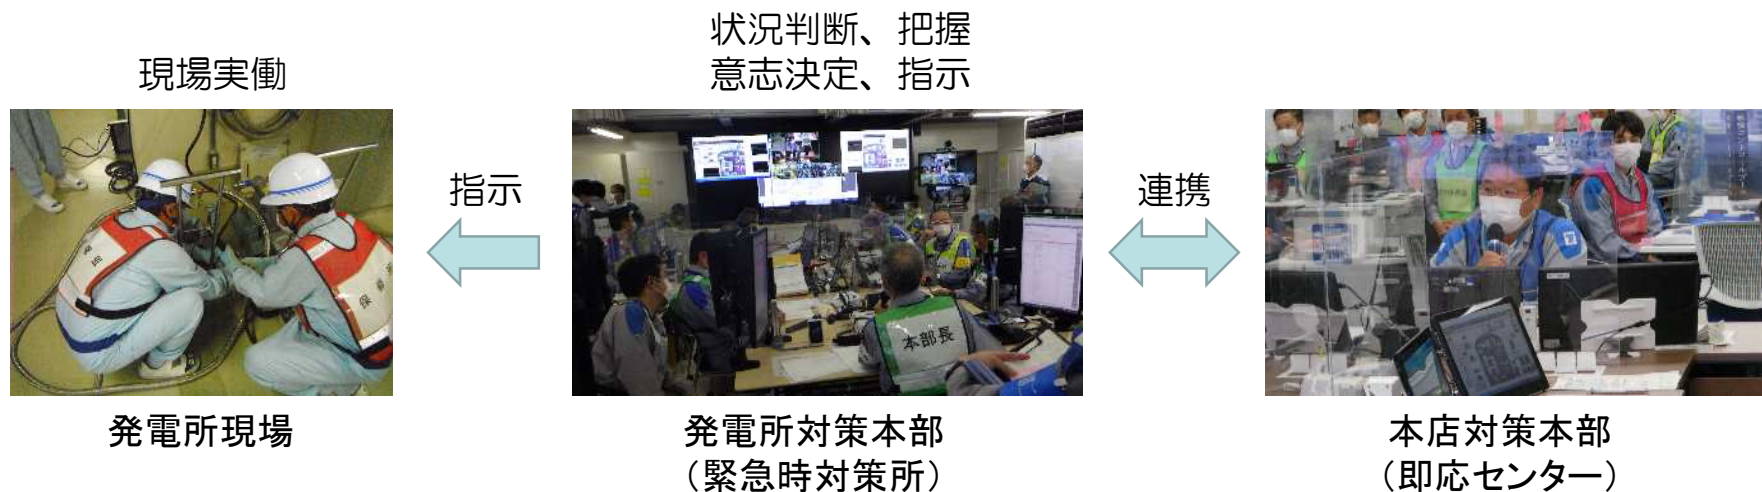 現場実働
状況判断、把握
意志決定、指示
指示
連携
本部長
発電所現場
発電所対策本部
（緊急時対策所）
本店対策本部
（即応センター）